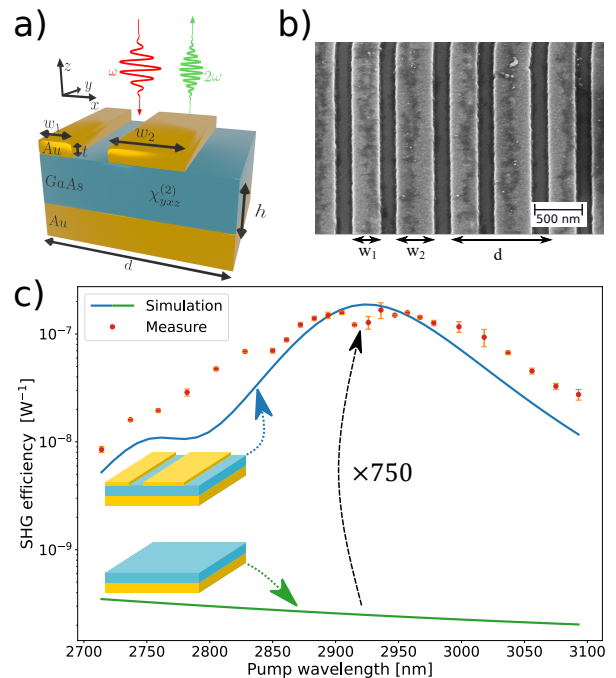 a)
ω
2ω
z
y
x
w₁
w₂
Au
t
GaAs
χ⁽²⁾yxz
h
Au
d
b)
500 nm
w₁
w₂
d
c)
Simulation
Measure
×750
SHG efficiency [W⁻¹]
10⁻⁷
10⁻⁸
10⁻⁹
2700 2750 2800 2850 2900 2950 3000 3050 3100
Pump wavelength [nm]